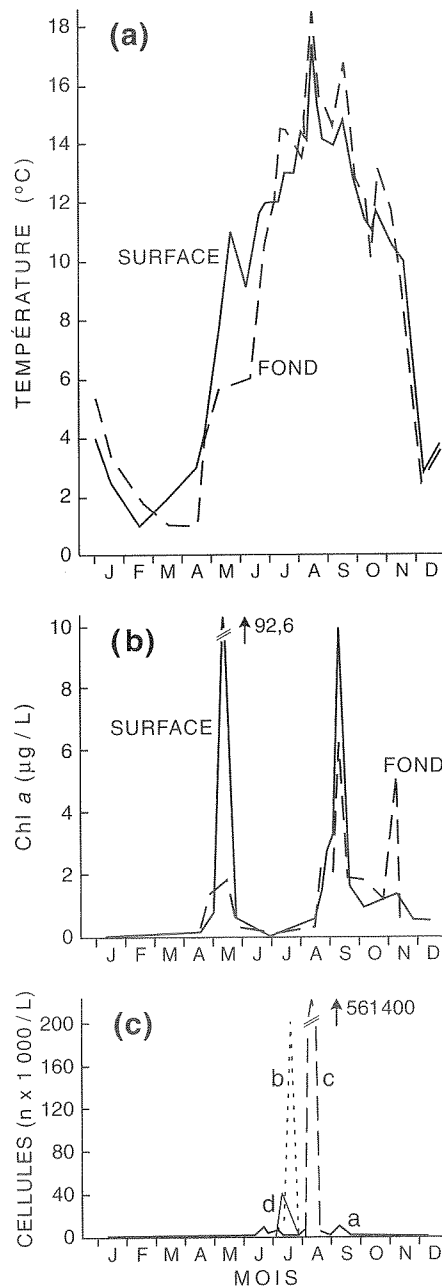 (a)
18
16
14
12
10
8
6
4
2
0
TEMPÉRATURE (°C)
SURFACE
FOND
J F M A M J J A S O N D
(b)
10
8
6
4
2
0
Chl a (µg / L)
92,6
SURFACE
FOND
J F M A M J J A S O N D
(c)
200
160
120
80
40
0
CELLULES (n x 1 000 / L)
561400
b
c
d
a
J F M A M J J A S O N D
MOIS